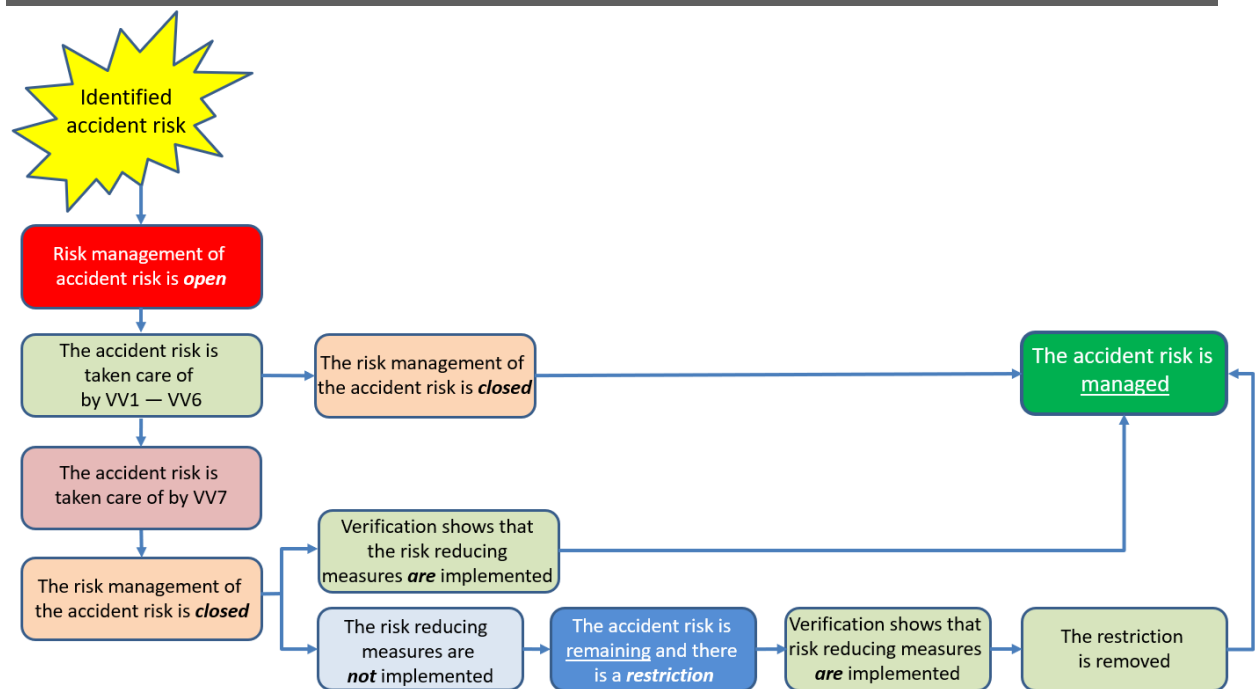 Identified
accident risk
Risk management of
accident risk is open
The accident risk is
taken care of
by VV1 — VV6
The risk management of
the accident risk is closed
The accident risk is
managed
The accident risk is
taken care of by VV7
The risk management of
the accident risk is closed
Verification shows that
the risk reducing
measures are implemented
The risk reducing
measures are
not implemented
The accident risk is
remaining and there
is a restriction
Verification shows that
risk reducing measures
are implemented
The restriction
is removed